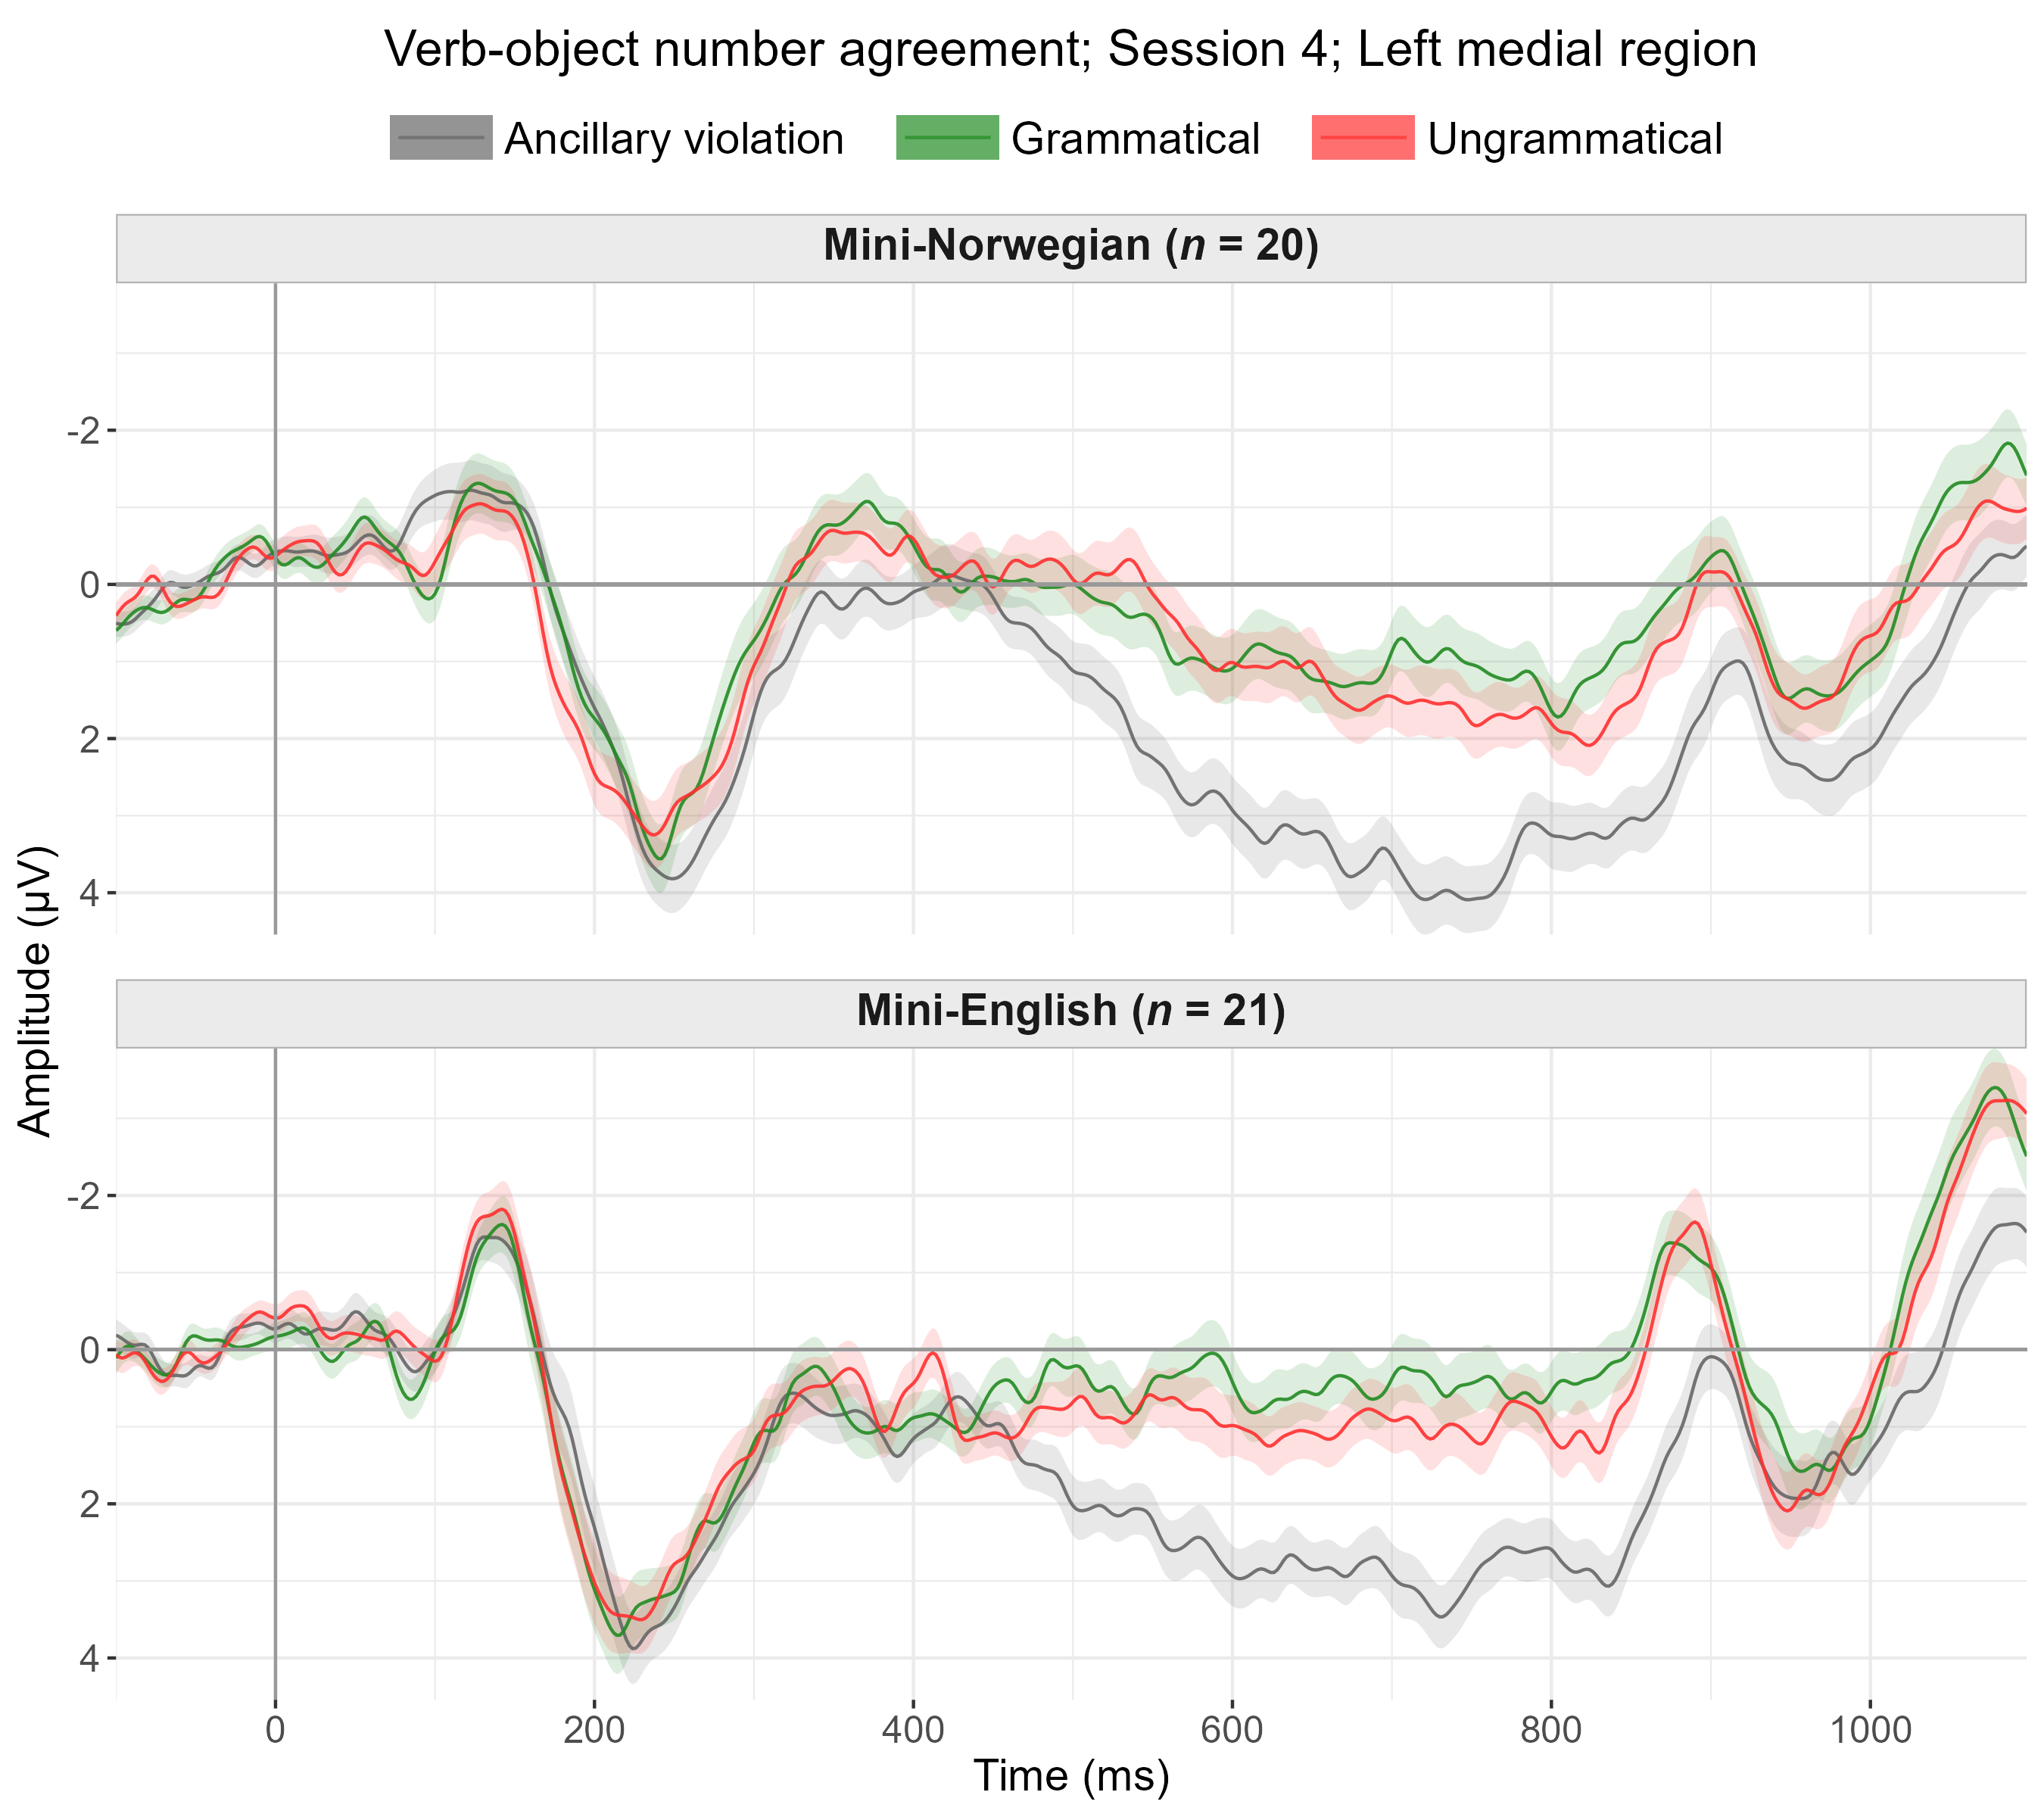 Verb-object number agreement; Session 4; Left medial region
Ancillary violation Grammatical Ungrammatical
Mini-Norwegian (n = 20)
-2
0
2
4
Amplitude (µV)
Mini-English (n = 21)
-2
0
2
4
0 200 400 600 800 1000
Time (ms)